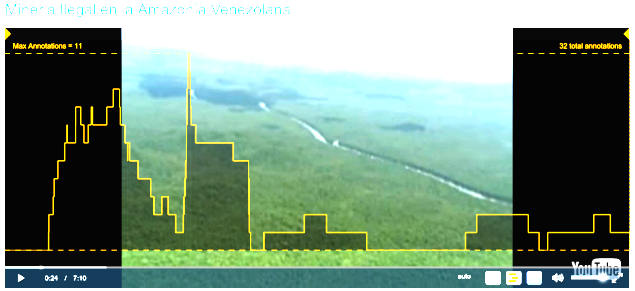 Minería Ilegal en la Amazonía Venezolana
Max Annotations = 11
32 total annotations
0:24 / 7:10
auto
YouTube